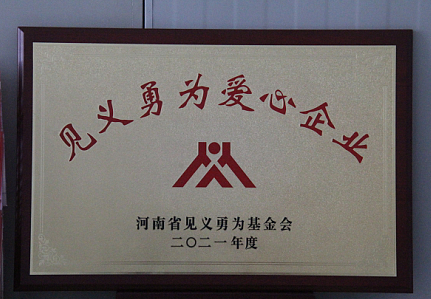 见义勇为爱心企业
河南省见义勇为基金会
二〇二一年度